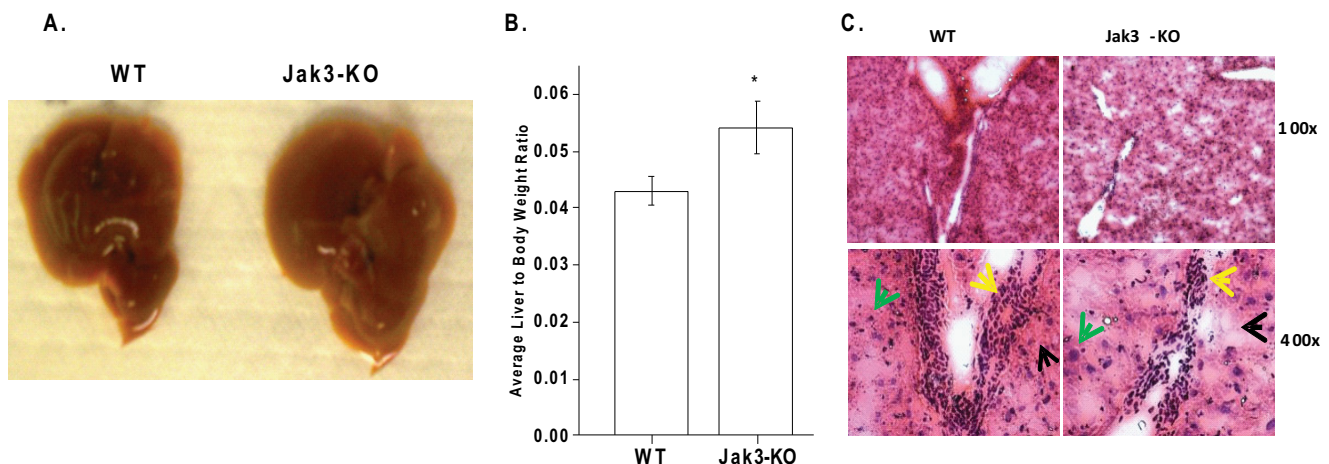 A.
WT Jak3-KO
B.
Average Liver to Body Weight Ratio
0.06
0.05
0.04
0.03
0.02
0.01
0.00
*
WT Jak3-KO
C.
WT Jak3 -KO
100x
400x